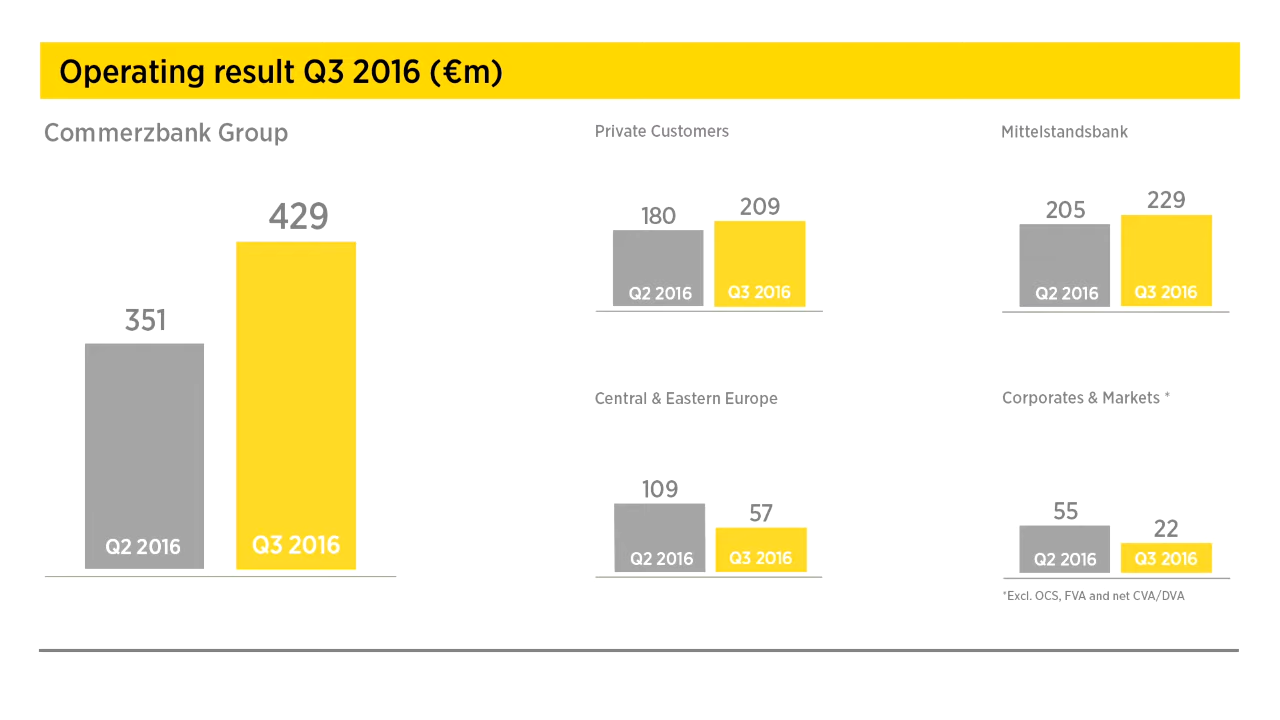 Operating result Q3 2016 (€m)
Commerzbank Group
429
351
Q2 2016
Q3 2016
Private Customers
180
209
Q2 2016
Q3 2016
Mittelstandsbank
205
229
Q2 2016
Q3 2016
Central & Eastern Europe
109
57
Q2 2016
Q3 2016
Corporates & Markets *
55
22
Q2 2016
Q3 2016
*Excl. OCS, FVA and net CVA/DVA